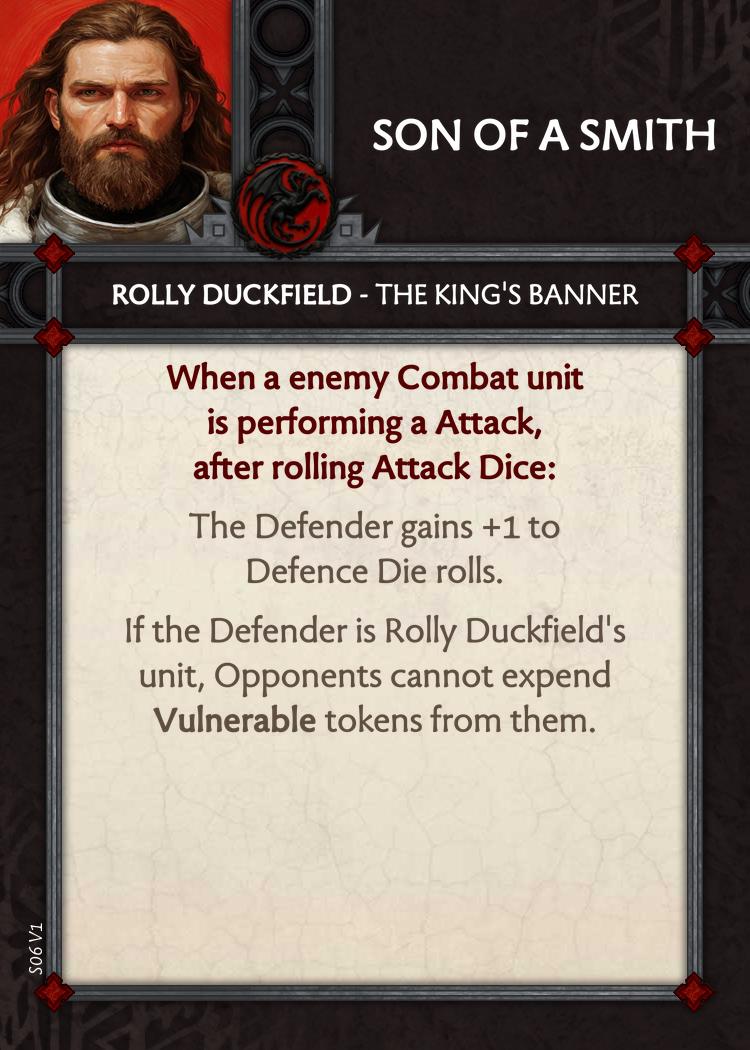 SON OF A SMITH
ROLLY DUCKFIELD - THE KING'S BANNER
When a enemy Combat unit
is performing a Attack,
after rolling Attack Dice:
The Defender gains +1 to
Defence Die rolls.
If the Defender is Rolly Duckfield's
unit, Opponents cannot expend
Vulnerable tokens from them.
S06 V1